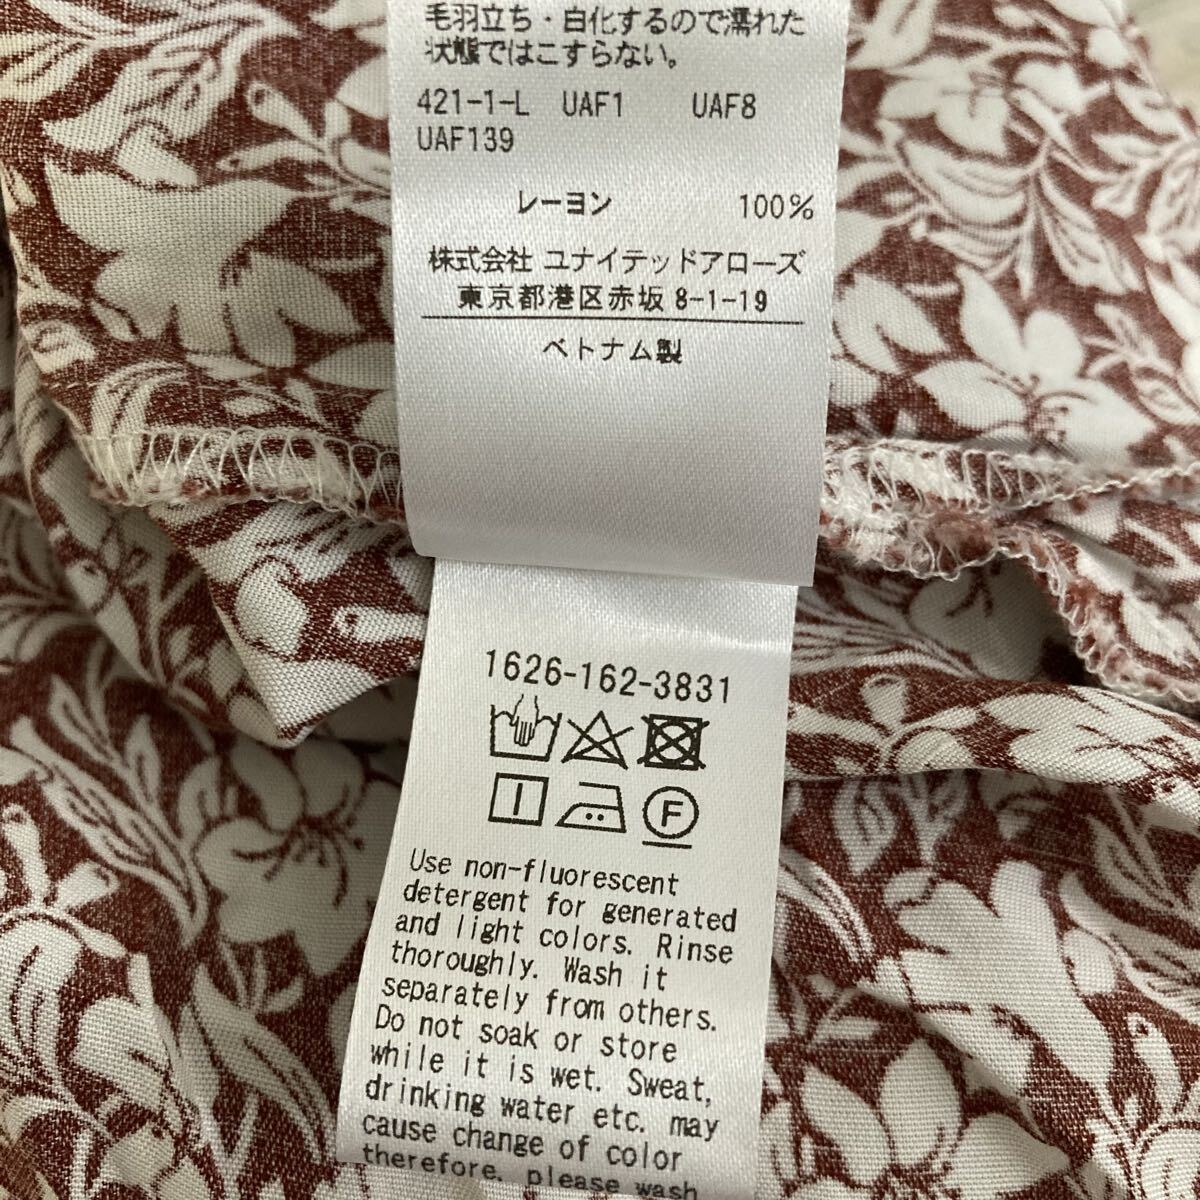 毛羽立ち・白化するので濡れた
状態ではこすらない。
421-1-L UAF1 UAF8
UAF139
レーヨン 100%
株式会社 ユナイテッドアローズ
東京都港区赤坂 8-1-19
ベトナム製
1626-162-3831
F
Use non-fluorescent
detergent for generated
and light colors. Rinse
thoroughly. Wash it
separately from others.
Do not soak or store
while it is wet. Sweat,
drinking water etc. may
cause change of color
therefore, please wash